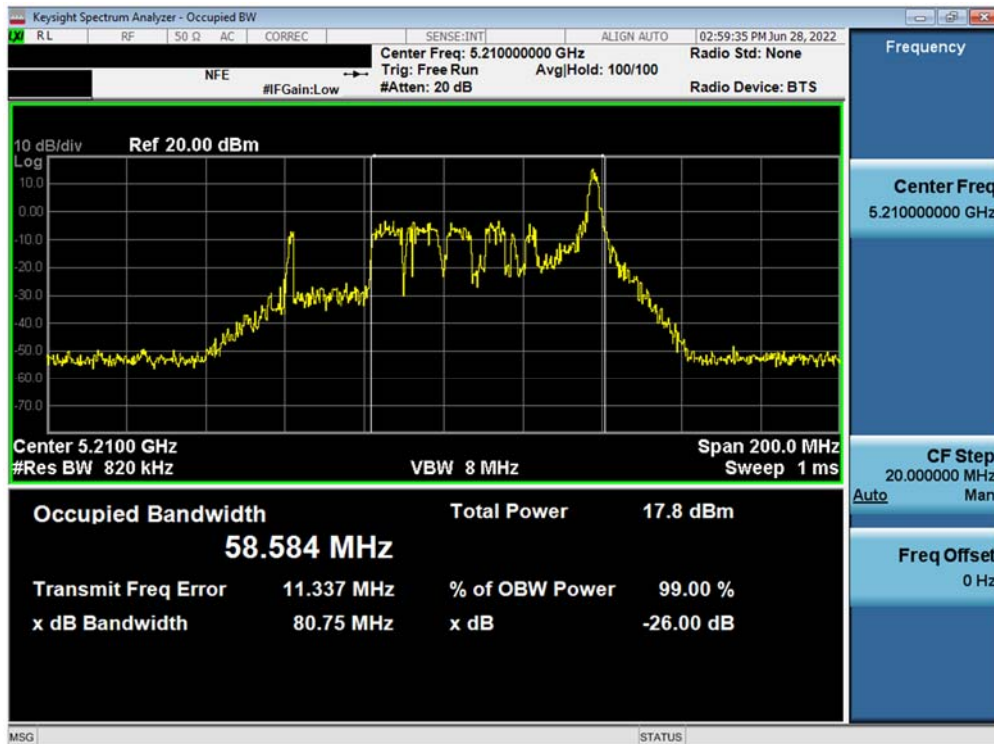 Keysight Spectrum Analyzer - Occupied BW
LXI RL RF 50 Ω AC CORREC SENSE:INT ALIGN AUTO 02:59:35 PM Jun 28, 2022
Center Freq: 5.210000000 GHz Radio Std: None
NFE Trig: Free Run Avg|Hold: 100/100
#IFGain:Low #Atten: 20 dB Radio Device: BTS
10 dB/div Ref 20.00 dBm
Log
10.0
0.00
-10.0
-20.0
-30.0
-40.0
-50.0
-60.0
-70.0
Center 5.2100 GHz Span 200.0 MHz
#Res BW 820 kHz VBW 8 MHz Sweep 1 ms
Occupied Bandwidth Total Power 17.8 dBm
58.584 MHz
Transmit Freq Error 11.337 MHz % of OBW Power 99.00 %
x dB Bandwidth 80.75 MHz x dB -26.00 dB
Frequency
Center Freq
5.210000000 GHz
CF Step
20.000000 MHz
Auto Man
Freq Offset
0 Hz
MSG STATUS